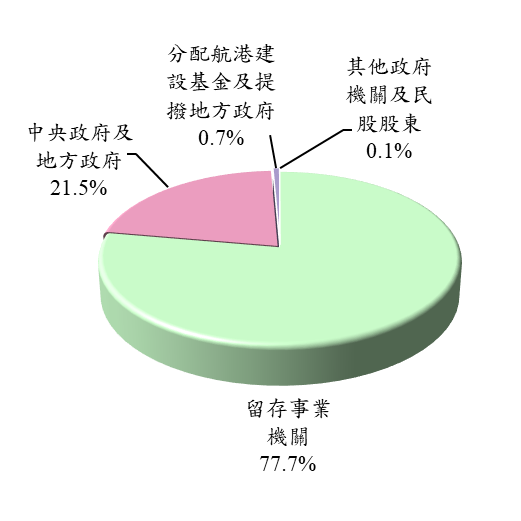 分配航港建
設基金及提
撥地方政府
0.7%
其他政府
機關及民
股股東
0.1%
中央政府及
地方政府
21.5%
留存事業
機關
77.7%